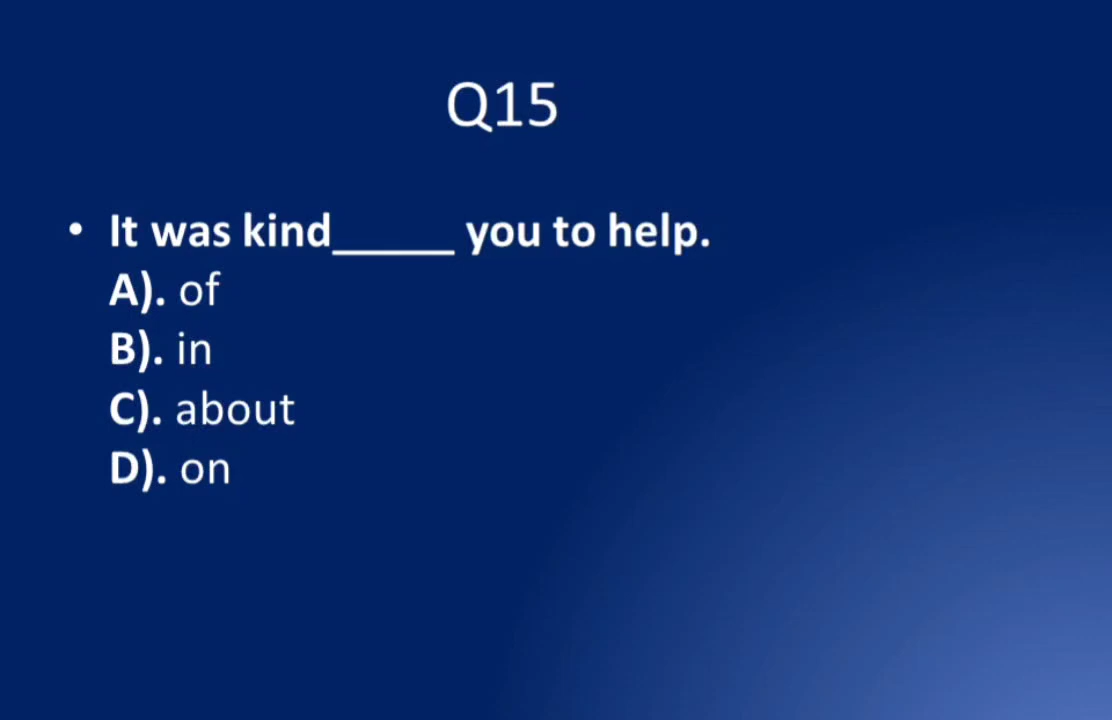 Q15
• It was kind_____ you to help.
A). of
B). in
C). about
D). on